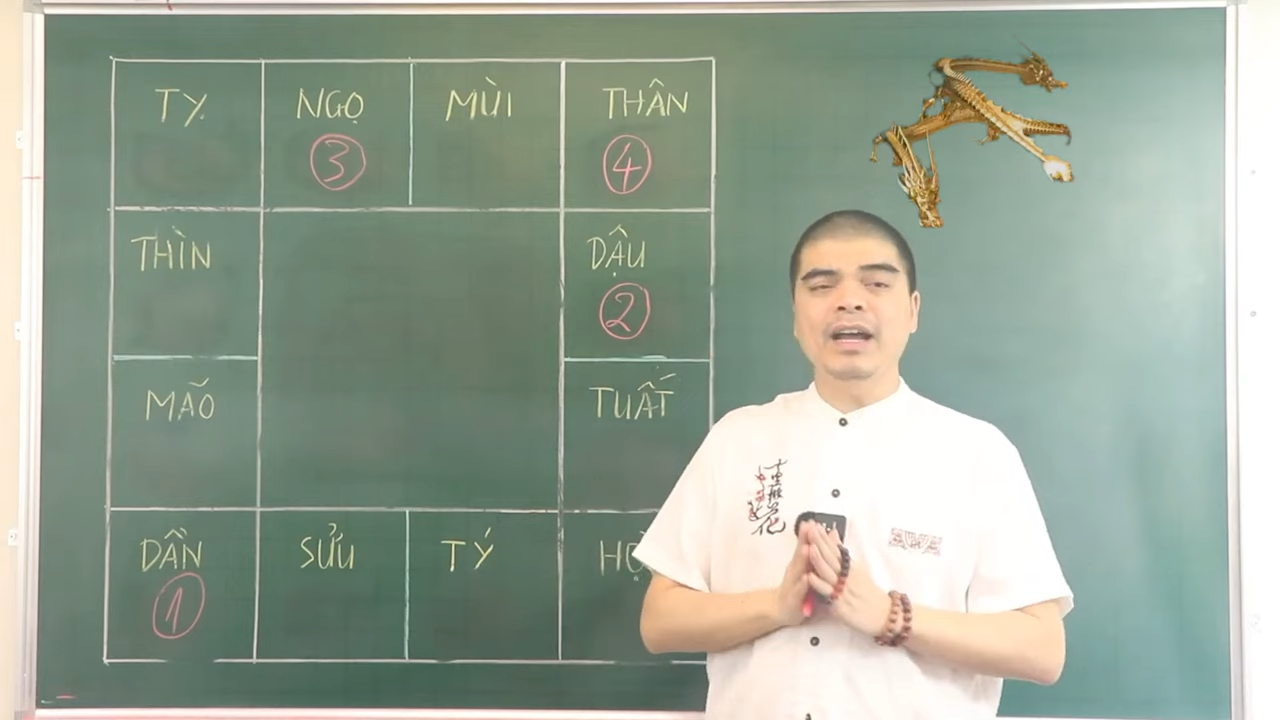 TỴ NGỌ MÙI THÂN
3 4
THÌN DẬU
2
MÃO TUẤT
DẦN SỬU TÝ
1